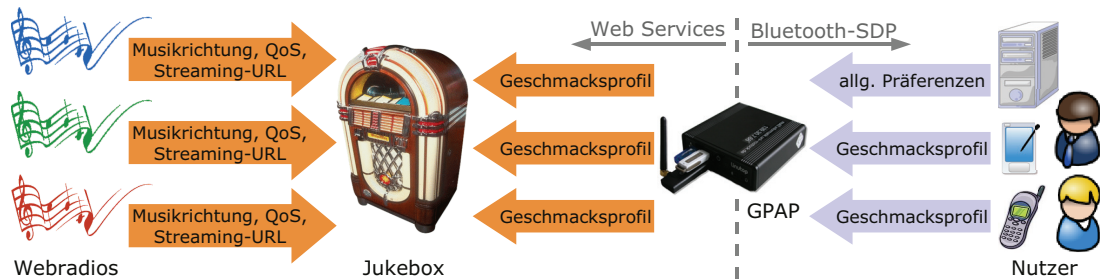 Web Services
Bluetooth-SDP
Musikrichtung, QoS,
Streaming-URL
Geschmacksprofil
allg. Präferenzen
Musikrichtung, QoS,
Streaming-URL
Geschmacksprofil
Geschmacksprofil
Musikrichtung, QoS,
Streaming-URL
Geschmacksprofil
GPAP
Geschmacksprofil
Webradios
Jukebox
Nutzer